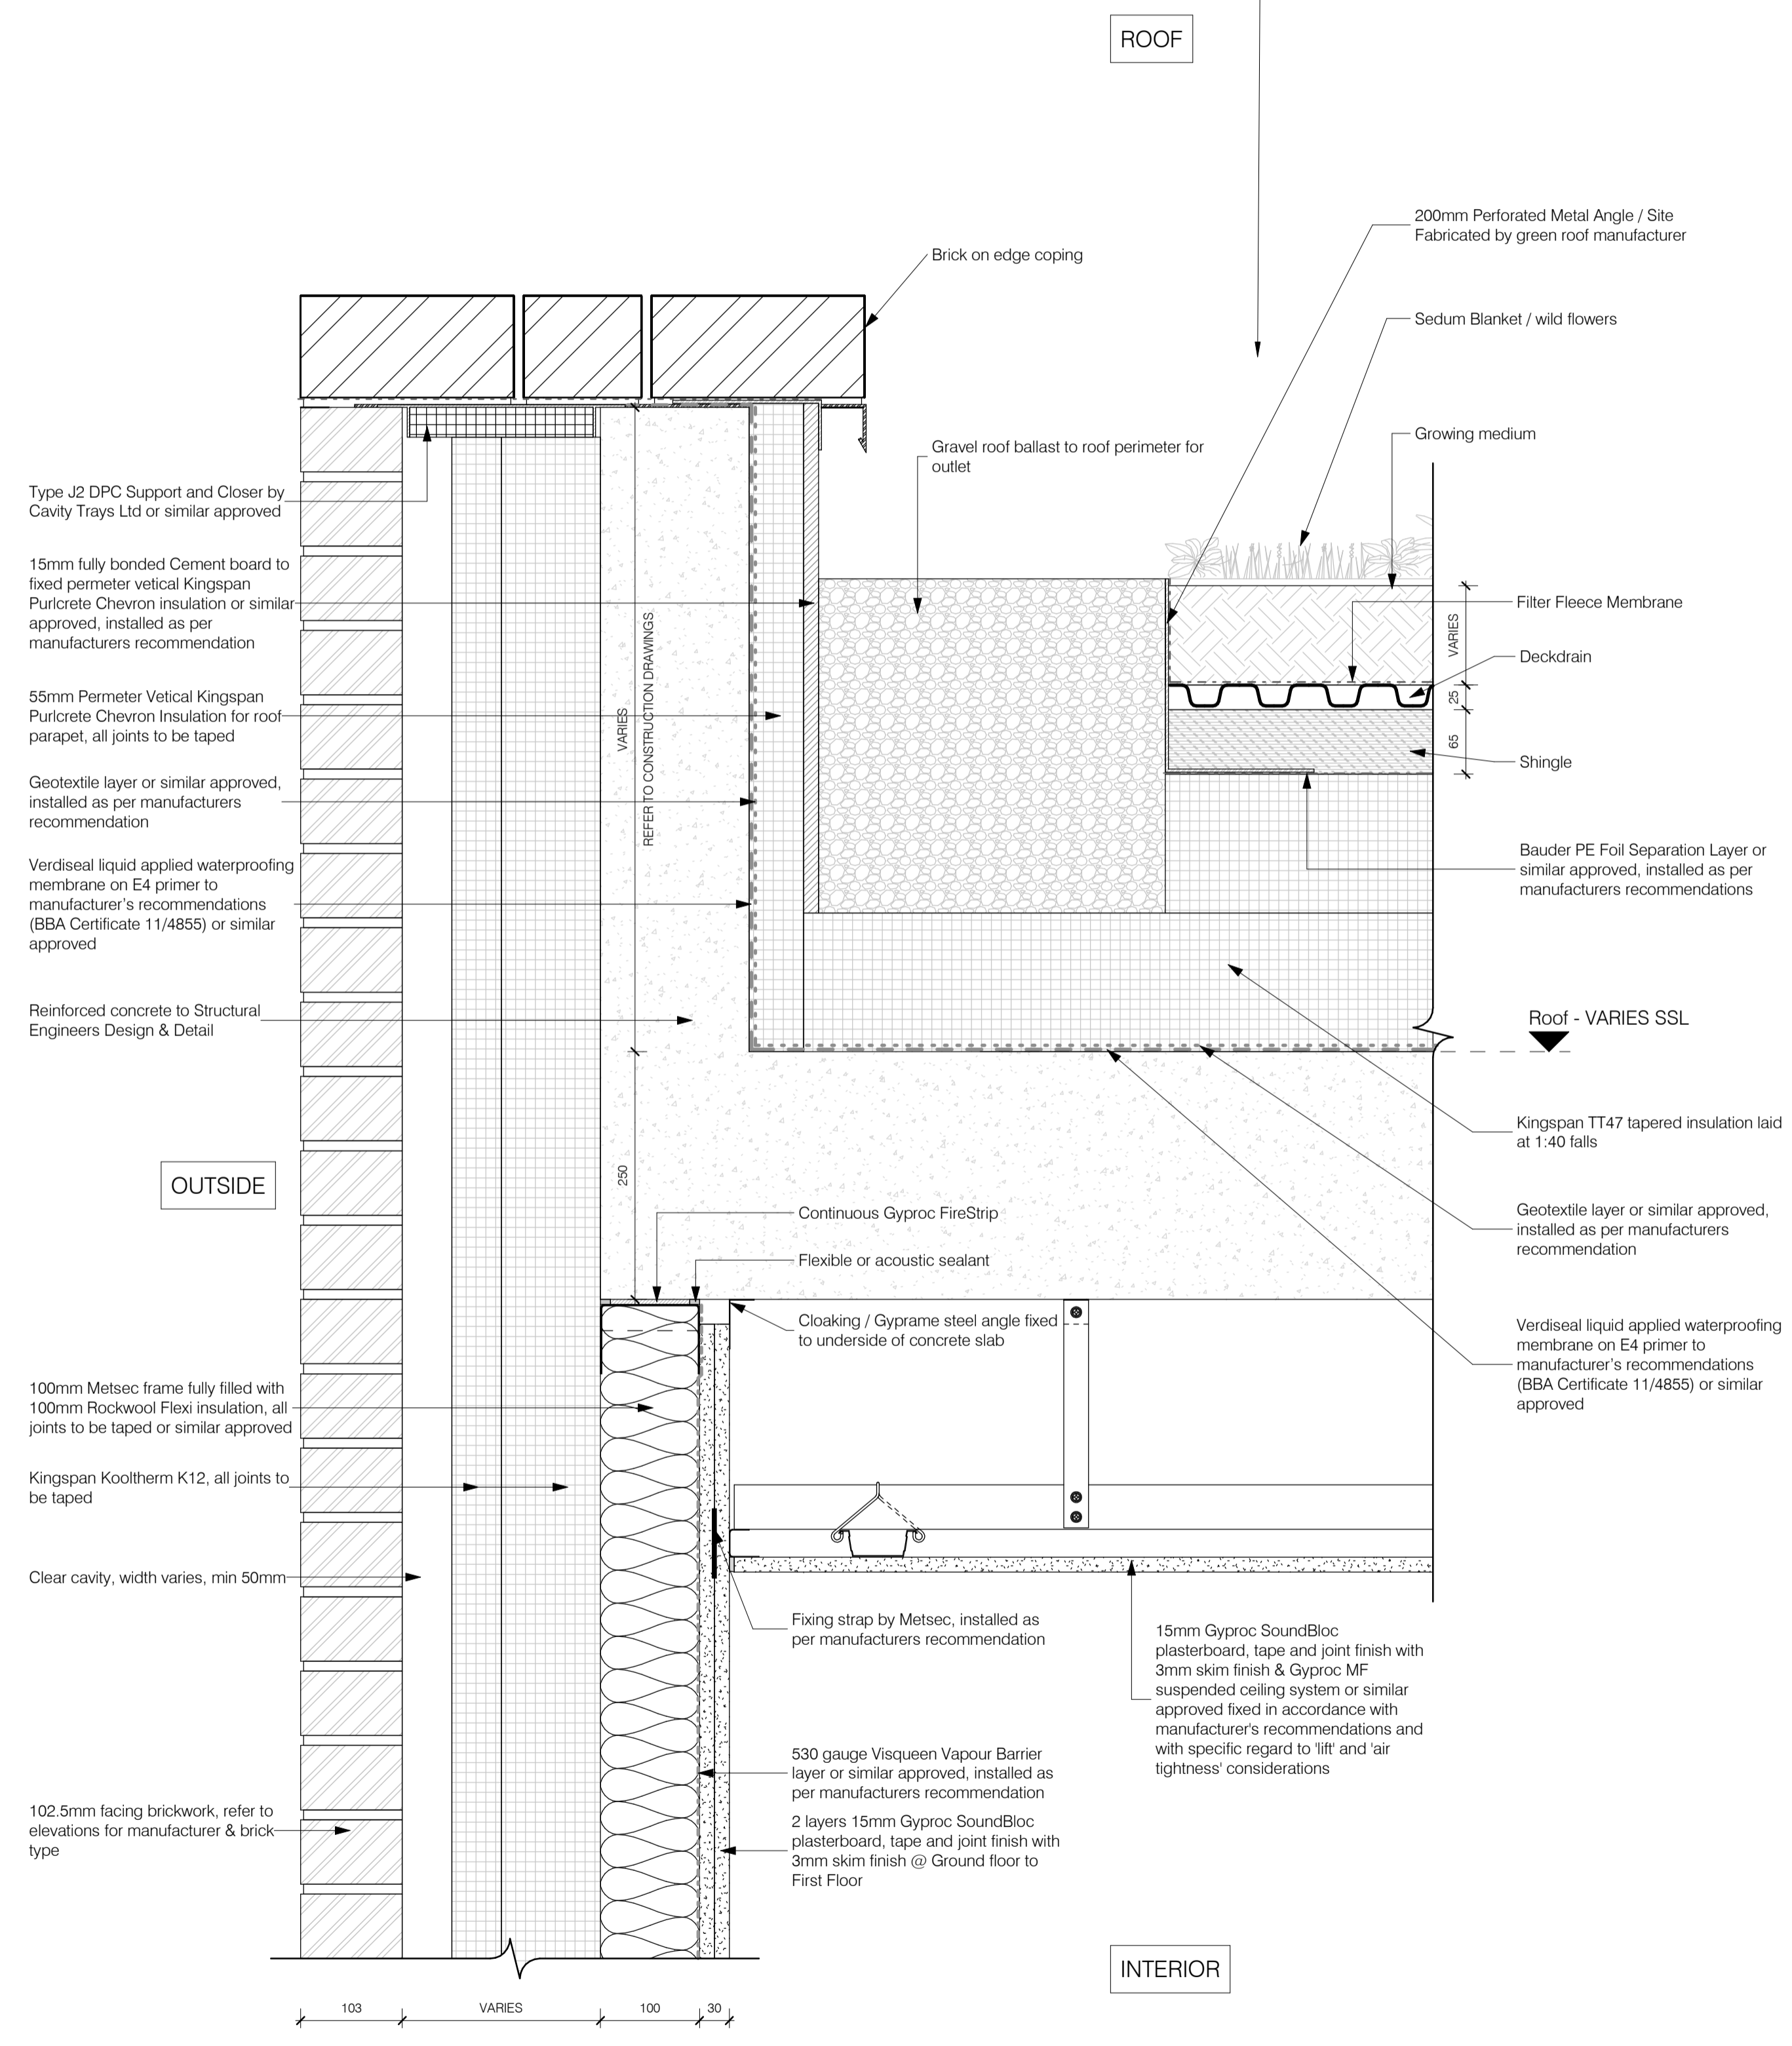 ROOF
200mm Perforated Metal Angle / Site
Fabricated by green roof manufacturer
Brick on edge coping
Sedum Blanket / wild flowers
Growing medium
Gravel roof ballast to roof perimeter for
outlet
Type J2 DPC Support and Closer by
Cavity Trays Ltd or similar approved
15mm fully bonded Cement board to
fixed permeter vetical Kingspan
Purlcrete Chevron insulation or similar
approved, installed as per
manufacturers recommendation
Filter Fleece Membrane
VARIES
Deckdrain
25
65
Shingle
55mm Permeter Vetical Kingspan
Purlcrete Chevron Insulation for roof
parapet, all joints to be taped
VARIES
REFER TO CONSTRUCTION DRAWINGS
Geotextile layer or similar approved,
installed as per manufacturers
recommendation
Bauder PE Foil Separation Layer or
similar approved, installed as per
manufacturers recommendations
Verdiseal liquid applied waterproofing
membrane on E4 primer to
manufacturer's recommendations
(BBA Certificate 11/4855) or similar
approved
Reinforced concrete to Structural
Engineers Design & Detail
Roof - VARIES SSL
Kingspan TT47 tapered insulation laid
at 1:40 falls
OUTSIDE
250
Continuous Gyproc FireStrip
Geotextile layer or similar approved,
installed as per manufacturers
recommendation
Flexible or acoustic sealant
Cloaking / Gyprame steel angle fixed
to underside of concrete slab
Verdiseal liquid applied waterproofing
membrane on E4 primer to
manufacturer's recommendations
(BBA Certificate 11/4855) or similar
approved
100mm Metsec frame fully filled with
100mm Rockwool Flexi insulation, all
joints to be taped or similar approved
Kingspan Kooltherm K12, all joints to
be taped
Clear cavity, width varies, min 50mm
Fixing strap by Metsec, installed as
per manufacturers recommendation
15mm Gyproc SoundBloc
plasterboard, tape and joint finish with
3mm skim finish & Gyproc MF
suspended ceiling system or similar
approved fixed in accordance with
manufacturer's recommendations and
with specific regard to 'lift' and 'air
tightness' considerations
530 gauge Visqueen Vapour Barrier
layer or similar approved, installed as
per manufacturers recommendation
102.5mm facing brickwork, refer to
elevations for manufacturer & brick
type
2 layers 15mm Gyproc SoundBloc
plasterboard, tape and joint finish with
3mm skim finish @ Ground floor to
First Floor
INTERIOR
103
VARIES
100
30